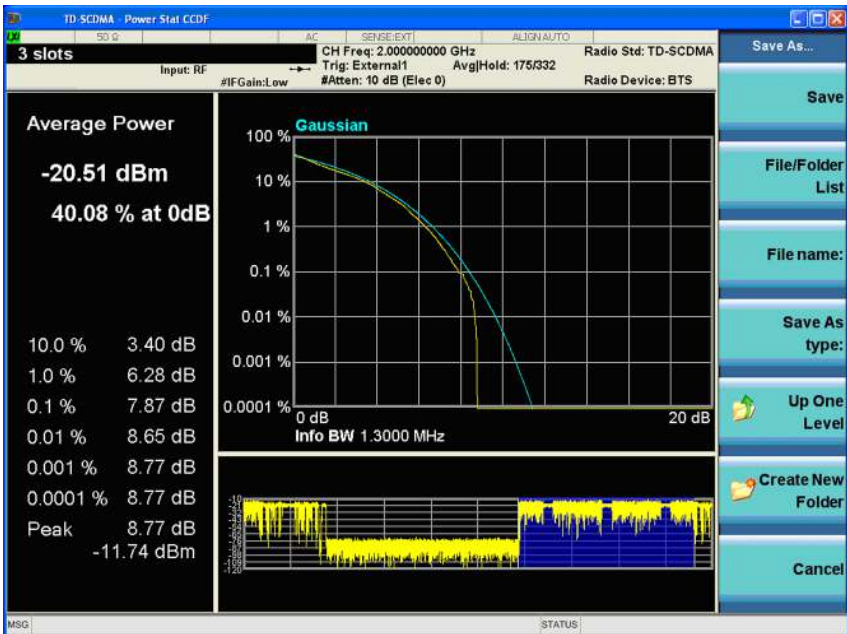 TD-SCDMA - Power Stat CCDF
LXI 50 Ω AC SENSE:EXT ALIGN AUTO
3 slots
Input: RF
#IFGain:Low
CH Freq: 2.000000000 GHz
Trig: External1 Avg|Hold: 175/332
#Atten: 10 dB (Elec 0)
Radio Std: TD-SCDMA
Radio Device: BTS
Average Power
-20.51 dBm
40.08 % at 0dB
10.0 % 3.40 dB
1.0 % 6.28 dB
0.1 % 7.87 dB
0.01 % 8.65 dB
0.001 % 8.77 dB
0.0001 % 8.77 dB
Peak 8.77 dB
-11.74 dBm
Gaussian
100 %
10 %
1 %
0.1 %
0.01 %
0.001 %
0.0001 %
0 dB 20 dB
Info BW 1.3000 MHz
-10
-120
Save As...
Save
File/Folder
List
File name:
Save As
type:
Up One
Level
Create New
Folder
Cancel
MSG STATUS